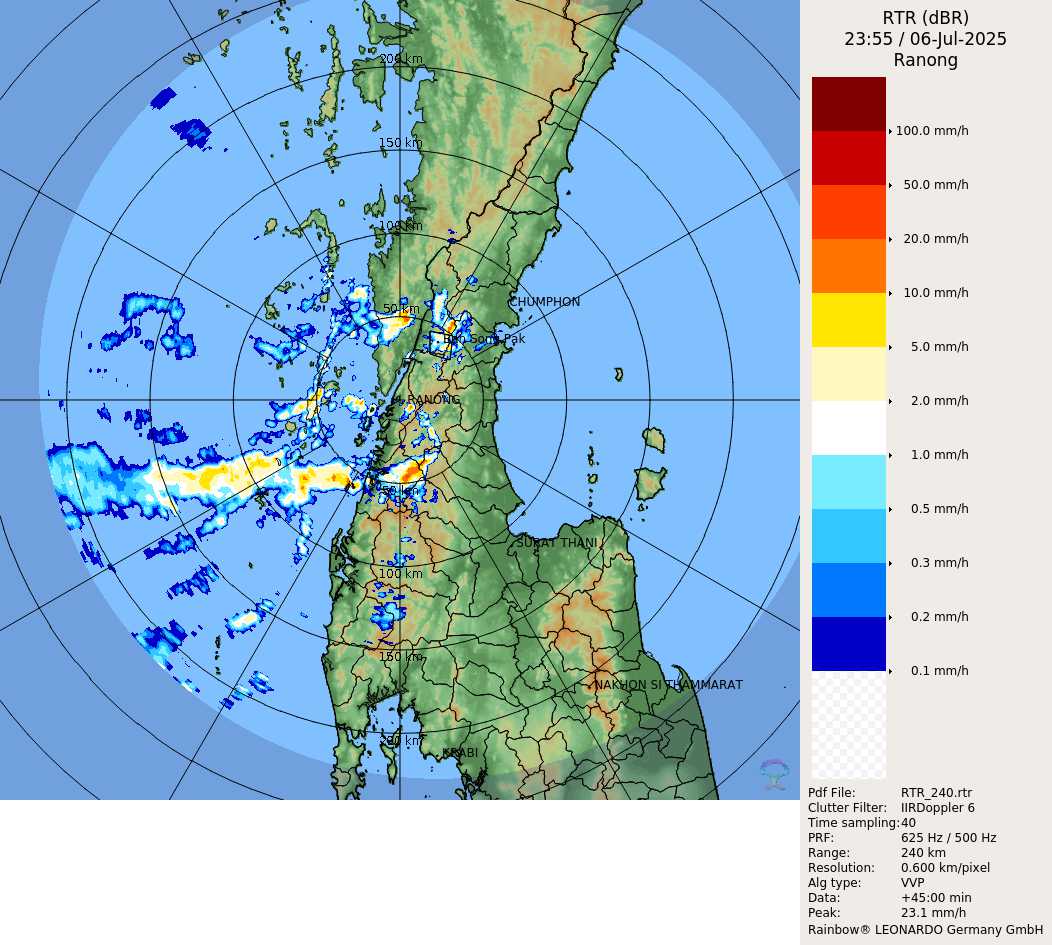 RTR (dBR)
23:55 / 06-Jul-2025
Ranong
100.0 mm/h
50.0 mm/h
20.0 mm/h
10.0 mm/h
5.0 mm/h
2.0 mm/h
1.0 mm/h
0.5 mm/h
0.3 mm/h
0.2 mm/h
0.1 mm/h
Pdf File: RTR_240.rtr
Clutter Filter: IIRDoppler 6
Time sampling: 40
PRF: 625 Hz / 500 Hz
Range: 240 km
Resolution: 0.600 km/pixel
Alg type: VVP
Data: +45:00 min
Peak: 23.1 mm/h
Rainbow® LEONARDO Germany GmbH
200 km
150 km
100 km
50 km
CHUMPHON
Ban Song Pak
RANONG
50 km
SURAT THANI
100 km
150 km
NAKHON SI THAMMARAT
200 km
KRABI